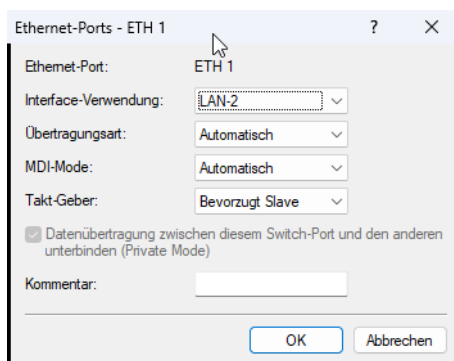 Ethernet-Ports - ETH 1 ? ×
Ethernet-Port: ETH 1
Interface-Verwendung: LAN-2
Übertragungsart: Automatisch
MDI-Mode: Automatisch
Takt-Geber: Bevorzugt Slave
Datenübertragung zwischen diesem Switch-Port und den anderen
unterbinden (Private Mode)
Kommentar:
OK Abbrechen